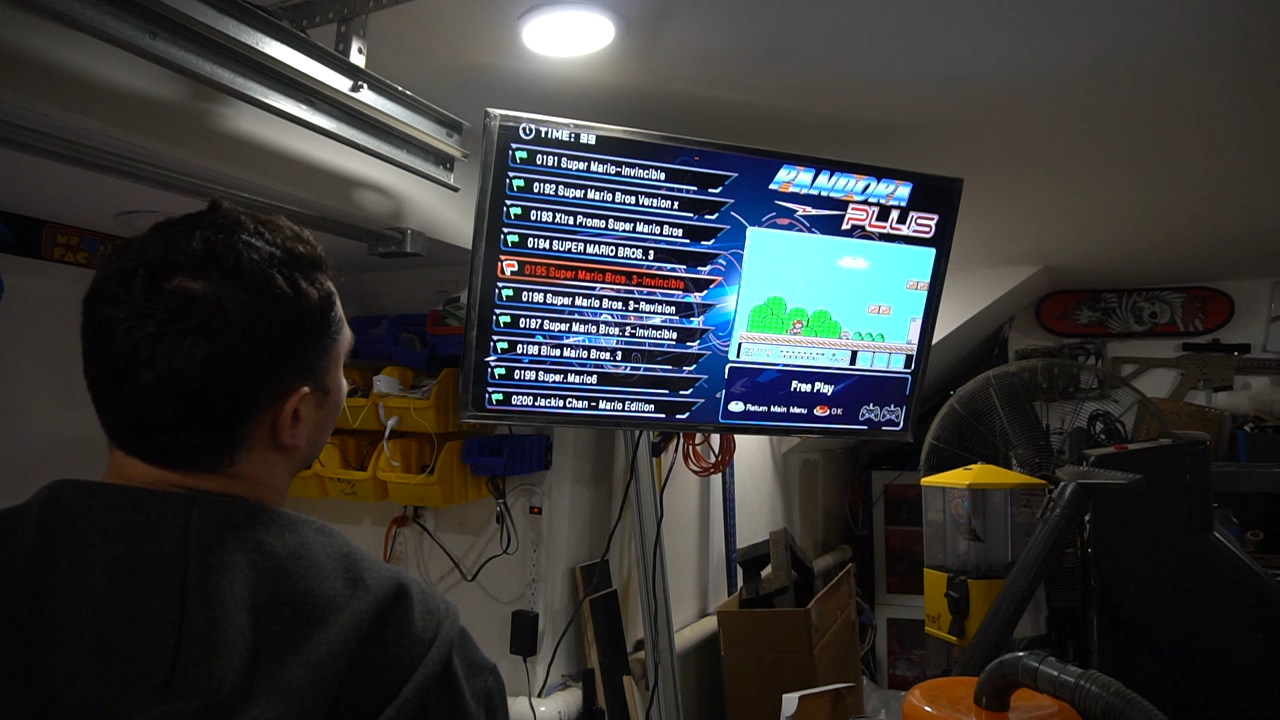 TIME: 99
0191 Super Mario-Invincible
0192 Super Mario Bros Version x
0193 Xtra Promo Super Mario Bros
0194 SUPER MARIO BROS. 3
0195 Super Mario Bros. 3-Invincible
0196 Super Mario Bros. 3-Revision
0197 Super Mario Bros. 2-Invincible
0198 Blue Mario Bros. 3
0199 Super.Mario6
0200 Jackie Chan - Mario Edition
PANDORA
PLUS
Free Play
Return Main Menu OK